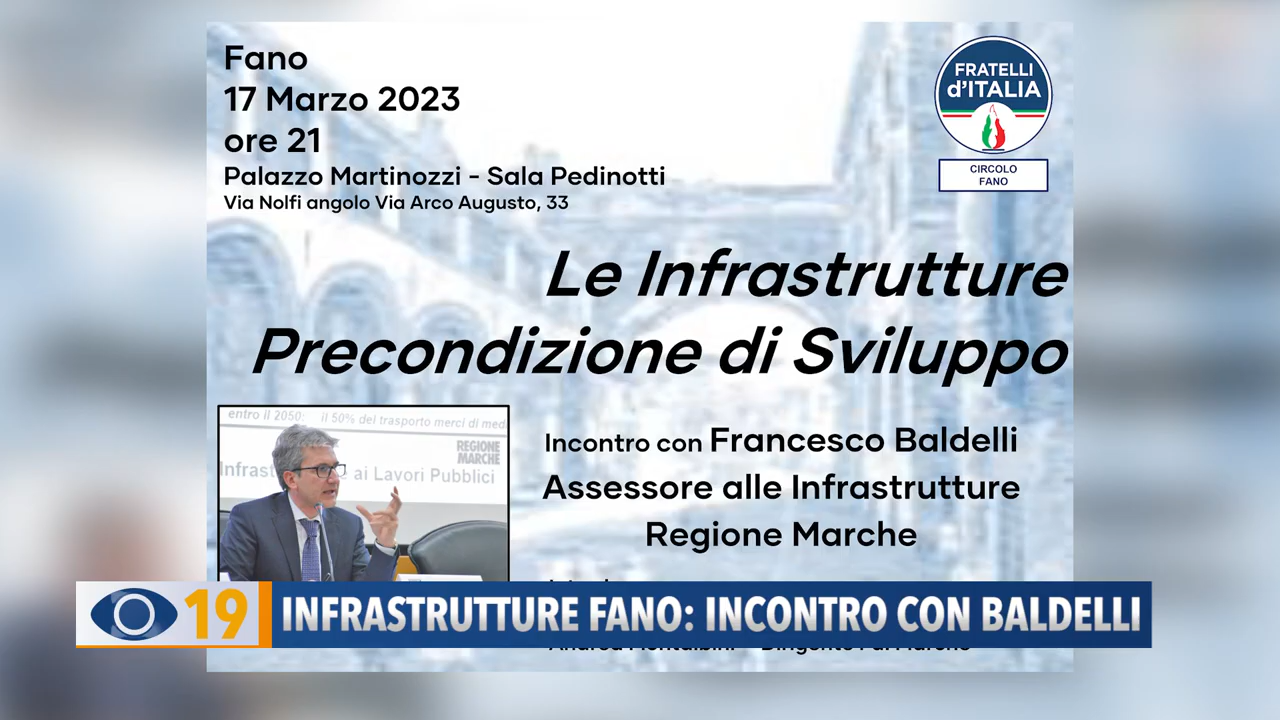 Fano
17 Marzo 2023
ore 21
Palazzo Martinozzi - Sala Pedinotti
Via Nolfi angolo Via Arco Augusto, 33
FRATELLI
d'ITALIA
CIRCOLO
FANO
Le Infrastrutture
Precondizione di Sviluppo
entro il 2050: il 50% del trasporto merci di
REGIONE
MARCHE
ai Lavori Pubblici
Incontro con Francesco Baldelli
Assessore alle Infrastrutture
Regione Marche
19 INFRASTRUTTURE FANO: INCONTRO CON BALDELLI